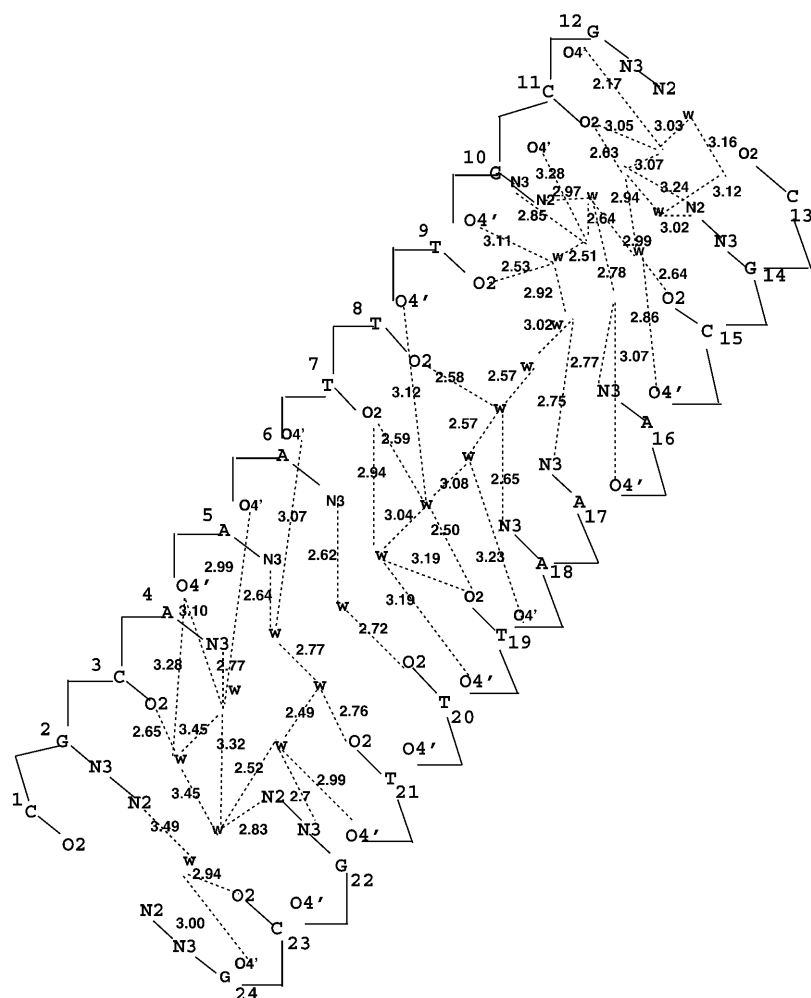 12
G
O4'
N3
2.17
N2
11
C
O2
3.05
3.03
w
3.16
O2
O4'
2.63
3.07
10
G
N3
3.28
3.24
3.12
N2
2.97
w
2.94
C
13
2.85
2.64
w
N2
3.02
9
T
O4'
3.11
2.51
2.99
w
N3
w
2.53
2.78
2.64
G
14
O2
2.92
O2
8
T
O4'
3.02
w
2.86
C
15
7
O2
w
2.77
3.07
T
2.58
2.57
O2
3.12
2.75
N3
O4'
w
A
16
6
O4'
2.59
2.57
A
2.94
w
N3
3.08
2.65
O4'
5
O4'
N3
w
A
17
A
3.07
3.04
2.50
N3
2.99
N3
2.62
w
3.19
3.23
A
18
4
O4'
2.64
A
3.10
w
3.19
O2
O4'
N3
w
2.72
T
19
3
3.28
2.77
2.77
O2
C
w
w
O4'
O2
2.49
2.76
T
20
2
2.65
3.45
3.32
w
O2
O4'
G
w
2.52
N3
3.45
2.99
T
21
1
N2
N2
2.7
C
3.49
w
2.83
N3
O4'
O2
w
2.94
G
22
O2
O4'
N2
3.00
C
23
N3
O4'
G
24